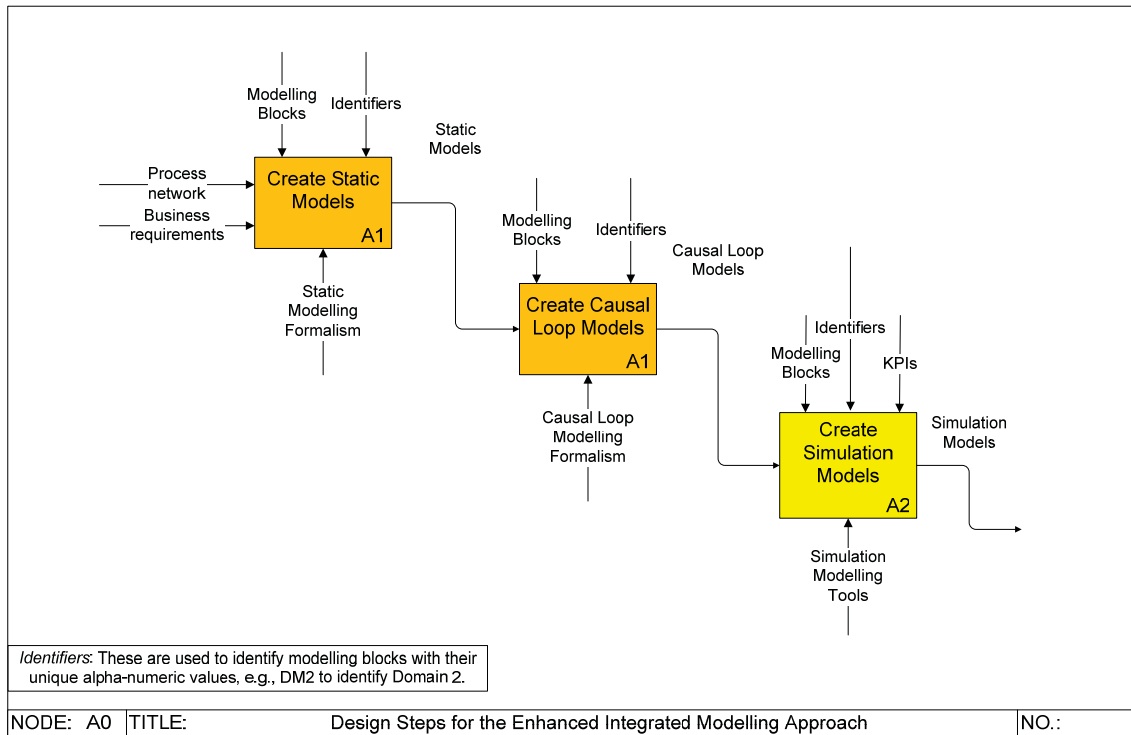 Modelling
Blocks
Identifiers
Static
Models
Process
network
Business
requirements
Create Static
Models
A1
Static
Modelling
Formalism
Modelling
Blocks
Identifiers
Causal Loop
Models
Create Causal
Loop Models
A1
Causal Loop
Modelling
Formalism
Identifiers
Modelling
Blocks
KPIs
Simulation
Models
Create
Simulation
Models
A2
Simulation
Modelling
Tools
Identifiers: These are used to identify modelling blocks with their
unique alpha-numeric values, e.g., DM2 to identify Domain 2.
NODE: A0 TITLE: Design Steps for the Enhanced Integrated Modelling Approach NO.: